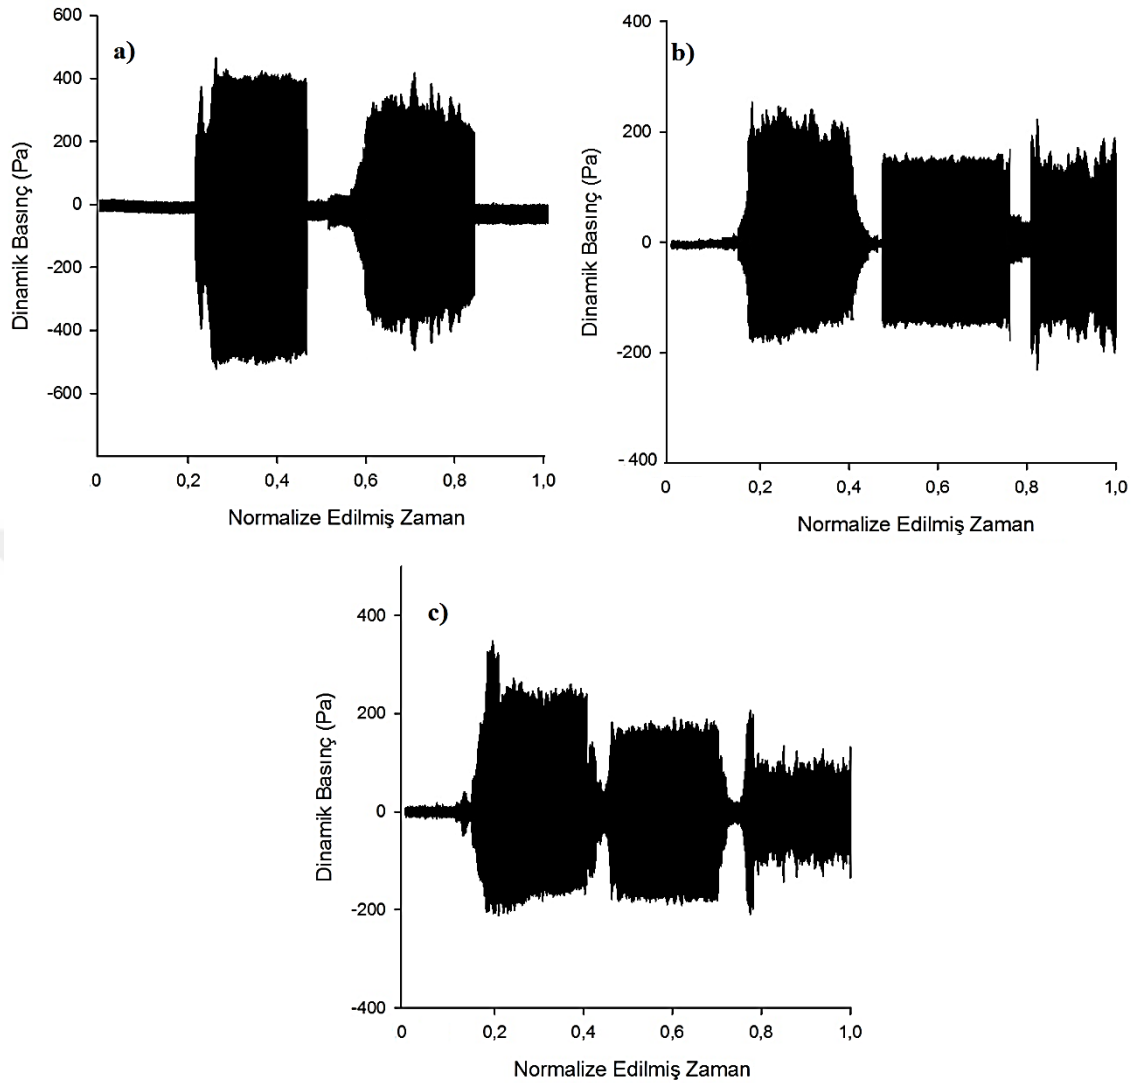 a)
600
400
200
0
-200
-400
-600
Dinamik Basınç (Pa)
0 0,2 0,4 0,6 0,8 1,0
Normalize Edilmiş Zaman
b)
400
200
0
-200
- 400
Dinamik Basınç (Pa)
0 0,2 0,4 0,6 0,8 1,0
Normalize Edilmiş Zaman
c)
400
200
0
-200
-400
Dinamik Basınç (Pa)
0 0,2 0,4 0,6 0,8 1,0
Normalize Edilmiş Zaman